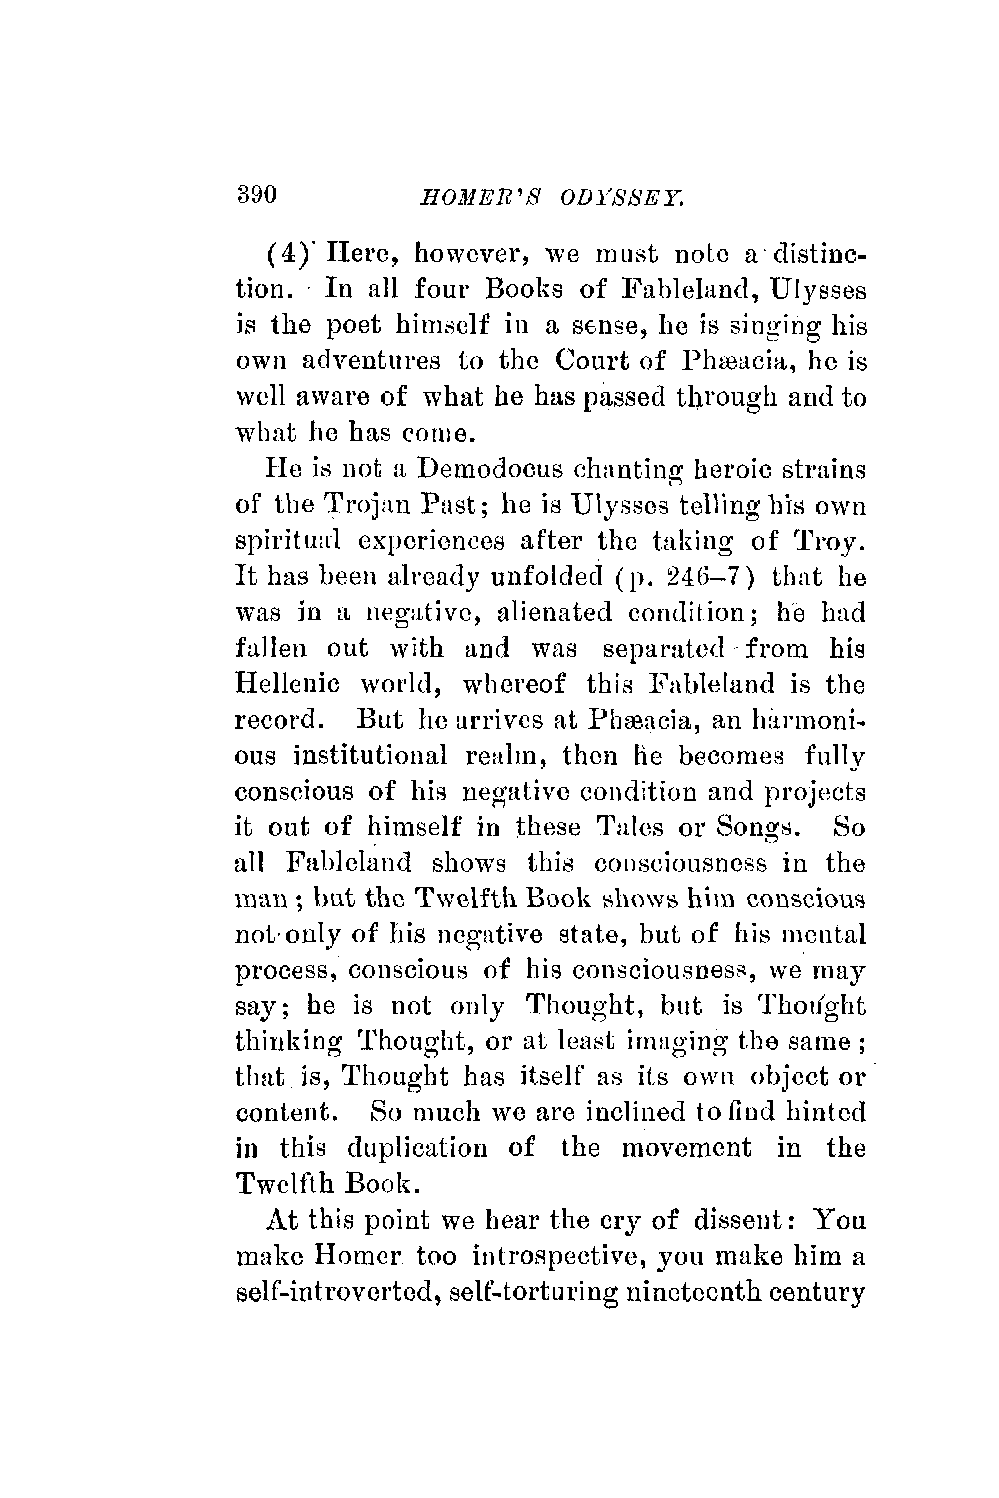 390 HOMER'S ODYSSEY.
(4) Here, however, we must note a distinc-
tion. In all four Books of Fableland, Ulysses
is the poet himself in a sense, he is singing his
own adventures to the Court of Phæacia, he is
well aware of what he has passed through and to
what he has come.
He is not a Demodocus chanting heroic strains
of the Trojan Past; he is Ulysses telling his own
spiritual experiences after the taking of Troy.
It has been already unfolded (p. 246–7) that he
was in a negative, alienated condition; he had
fallen out with and was separated from his
Hellenic world, whereof this Fableland is the
record. But he arrives at Phæacia, an harmoni-
ous institutional realm, then he becomes fully
conscious of his negative condition and projects
it out of himself in these Tales or Songs. So
all Fableland shows this consciousness in the
man; but the Twelfth Book shows him conscious
not only of his negative state, but of his mental
process, conscious of his consciousness, we may
say; he is not only Thought, but is Thought
thinking Thought, or at least imaging the same;
that is, Thought has itself as its own object or
content. So much we are inclined to find hinted
in this duplication of the movement in the
Twelfth Book.
At this point we hear the cry of dissent: You
make Homer too introspective, you make him a
self-introverted, self-torturing nineteenth century